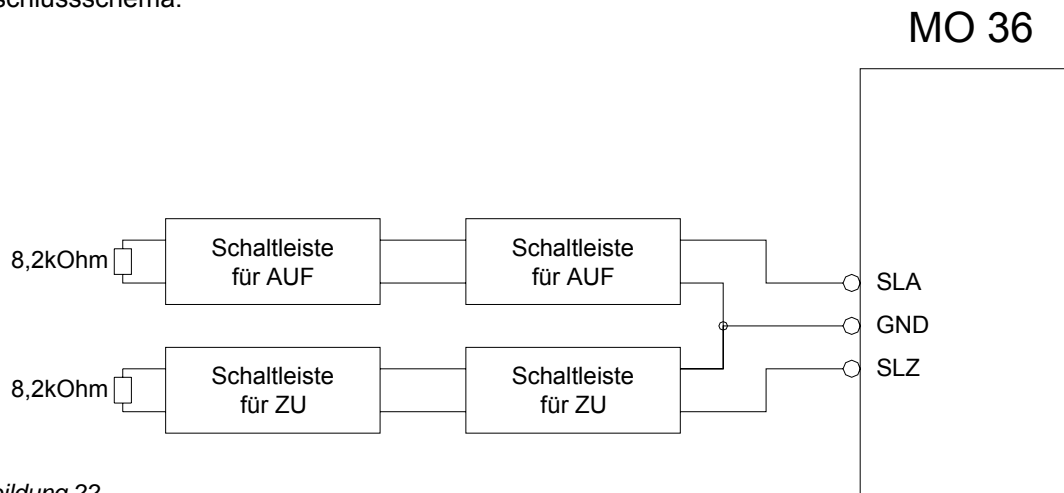 MO 36
8,2kOhm
Schaltleiste
für AUF
Schaltleiste
für AUF
SLA
GND
SLZ
8,2kOhm
Schaltleiste
für ZU
Schaltleiste
für ZU